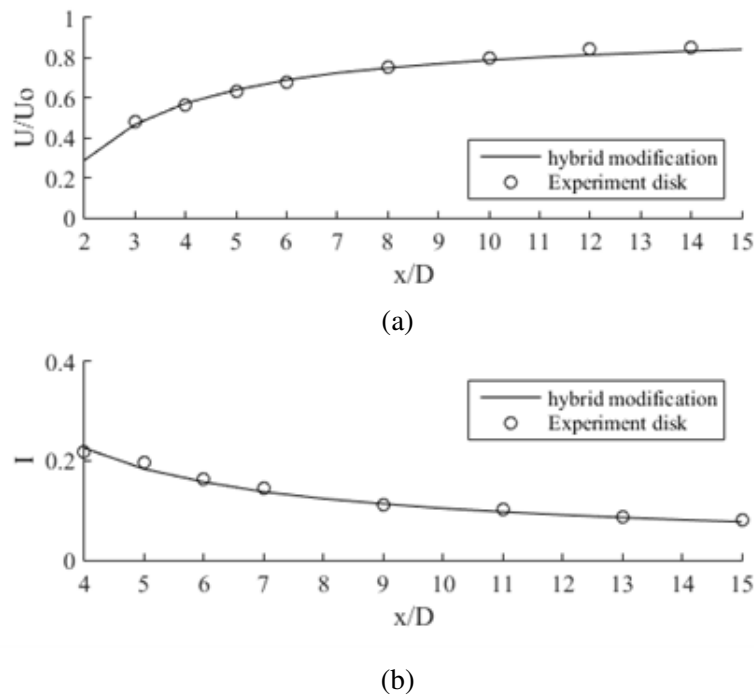 1
0.8
0.6
0.4
0.2
0
U/Uo
hybrid modification
Experiment disk
2 3 4 5 6 7 8 9 10 11 12 13 14 15
x/D
(a)
0.4
0.2
0
I
hybrid modification
Experiment disk
4 5 6 7 8 9 10 11 12 13 14 15
x/D
(b)